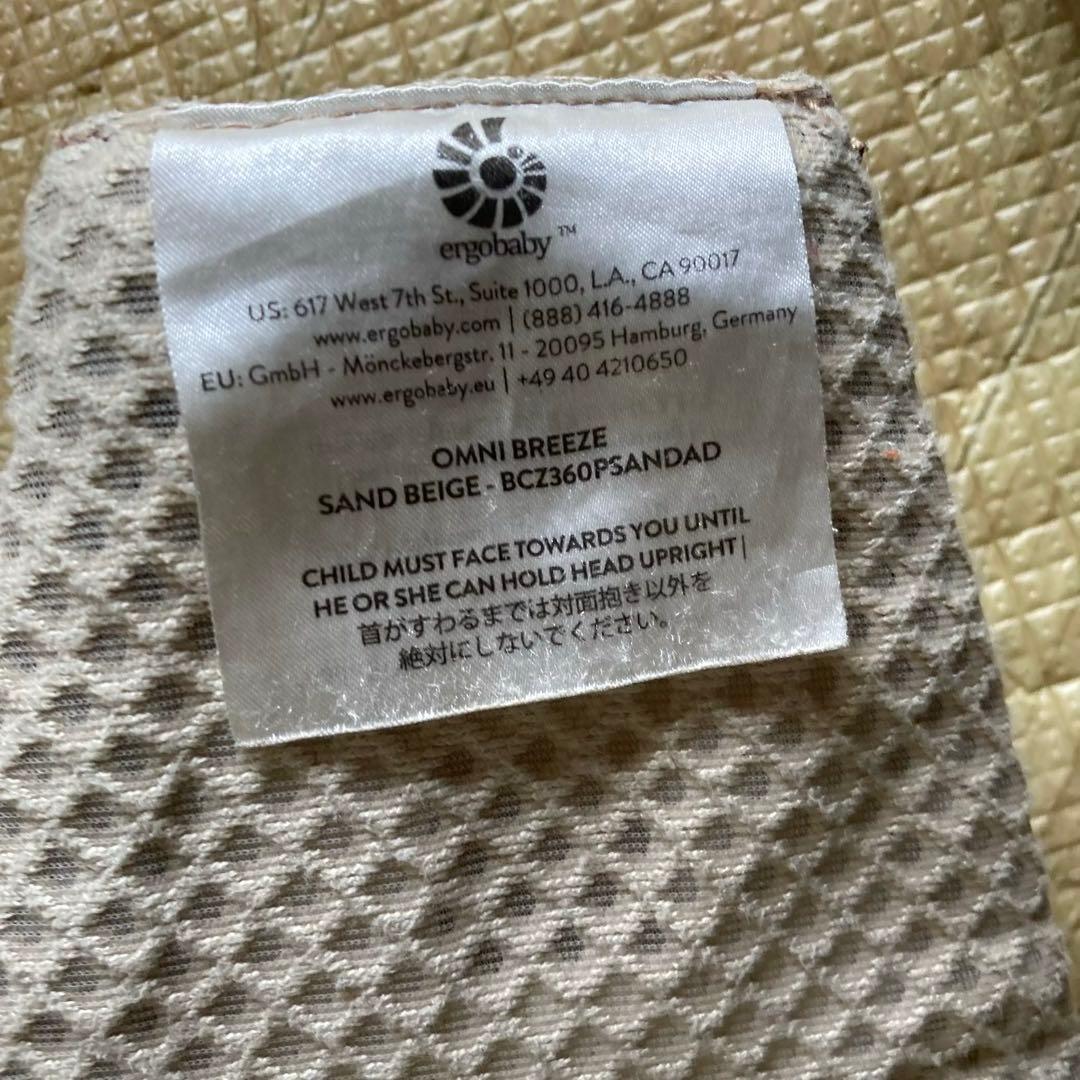 ergobaby™
US: 617 West 7th St., Suite 1000, L.A., CA 90017
www.ergobaby.com | (888) 416-4888
EU: GmbH - Mönckebergstr. 11 - 20095 Hamburg, Germany
www.ergobaby.eu | +49 40 4210650
OMNI BREEZE
SAND BEIGE - BCZ360PSANDAD
CHILD MUST FACE TOWARDS YOU UNTIL
HE OR SHE CAN HOLD HEAD UPRIGHT |
首がすわるまでは対面抱き以外を
絶対にしないでください。